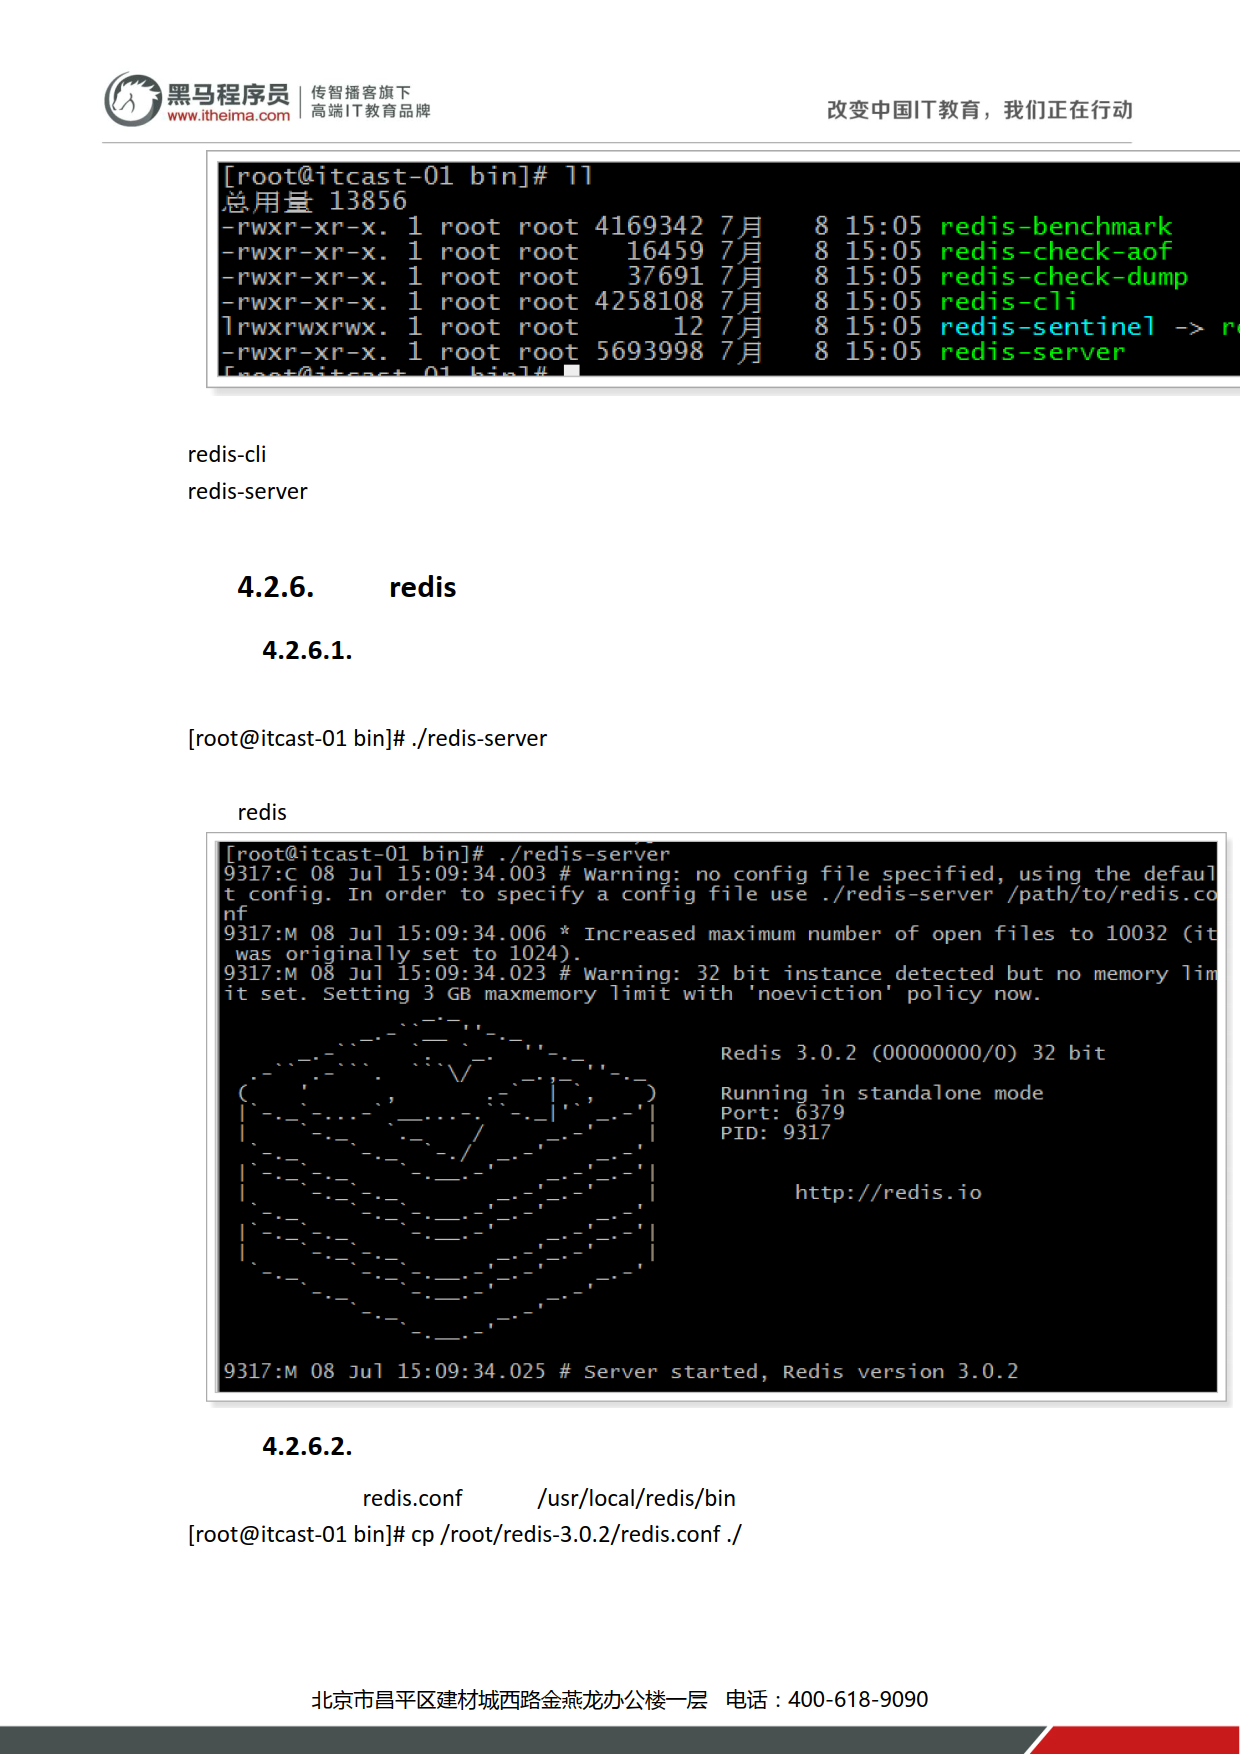 黑马程序员
www.itheima.com
传智播客旗下
高端IT教育品牌
改变中国IT教育，我们正在行动
[root@itcast-01 bin]# ll
总用量 13856
-rwxr-xr-x. 1 root root 4169342 7月 8 15:05 redis-benchmark
-rwxr-xr-x. 1 root root 16459 7月 8 15:05 redis-check-aof
-rwxr-xr-x. 1 root root 37691 7月 8 15:05 redis-check-dump
-rwxr-xr-x. 1 root root 4258108 7月 8 15:05 redis-cli
lrwxrwxrwx. 1 root root 12 7月 8 15:05 redis-sentinel -> r
-rwxr-xr-x. 1 root root 5693998 7月 8 15:05 redis-server
[root@itcast-01 bin]#
redis-cli
redis-server
4.2.6. redis
4.2.6.1.
[root@itcast-01 bin]# ./redis-server
redis
[root@itcast-01 bin]# ./redis-server
9317:C 08 Jul 15:09:34.003 # Warning: no config file specified, using the defaul
t config. In order to specify a config file use ./redis-server /path/to/redis.co
nf
9317:M 08 Jul 15:09:34.006 * Increased maximum number of open files to 10032 (it
was originally set to 1024).
9317:M 08 Jul 15:09:34.023 # Warning: 32 bit instance detected but no memory lim
it set. Setting 3 GB maxmemory limit with 'noeviction' policy now.
Redis 3.0.2 (00000000/0) 32 bit
Running in standalone mode
Port: 6379
PID: 9317
http://redis.io
9317:M 08 Jul 15:09:34.025 # Server started, Redis version 3.0.2
4.2.6.2.
redis.conf /usr/local/redis/bin
[root@itcast-01 bin]# cp /root/redis-3.0.2/redis.conf ./
北京市昌平区建材城西路金燕龙办公楼一层 电话：400-618-9090